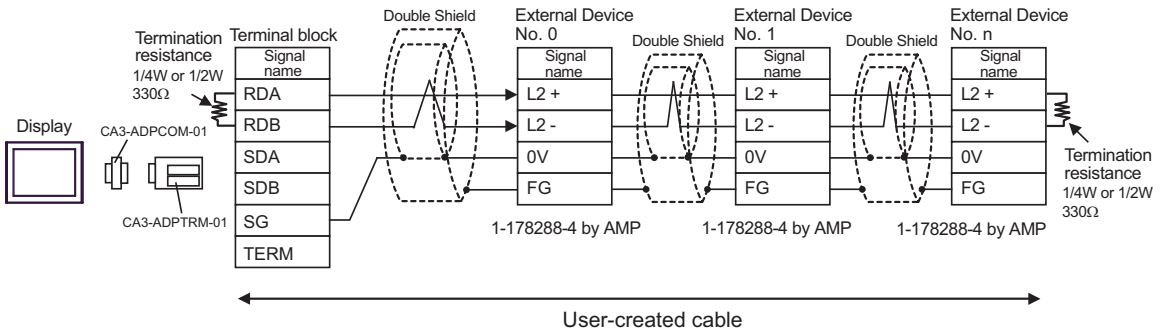 Display
CA3-ADPCOM-01
CA3-ADPTRM-01
Termination
resistance
1/4W or 1/2W
330Ω
Terminal block
Signal
name
RDA
RDB
SDA
SDB
SG
TERM
Double Shield
External Device
No. 0
Signal
name
L2 +
L2 -
0V
FG
1-178288-4 by AMP
Double Shield
External Device
No. 1
Signal
name
L2 +
L2 -
0V
FG
1-178288-4 by AMP
Double Shield
External Device
No. n
Signal
name
L2 +
L2 -
0V
FG
1-178288-4 by AMP
Termination
resistance
1/4W or 1/2W
330Ω
User-created cable